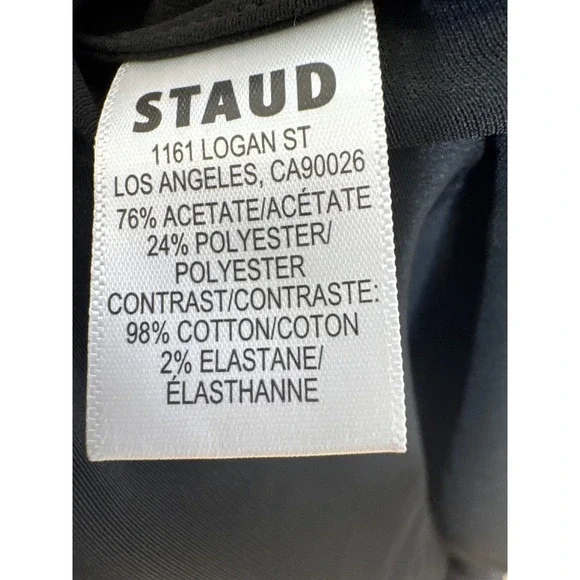 STAUD
1161 LOGAN ST
LOS ANGELES, CA90026
76% ACETATE/ACÉTATE
24% POLYESTER/
POLYESTER
CONTRAST/CONTRASTE:
98% COTTON/COTON
2% ELASTANE/
ÉLASTHANNE